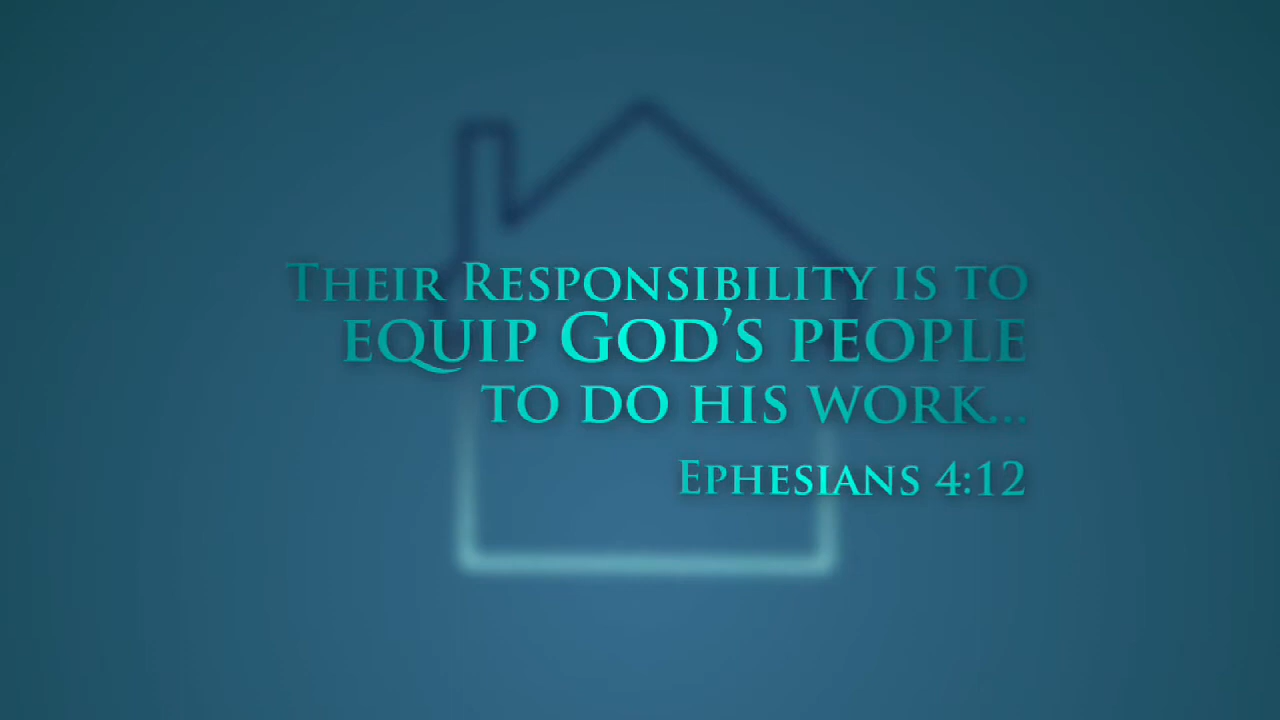 Their Responsibility is to
equip God’s people
to do his work...
Ephesians 4:12